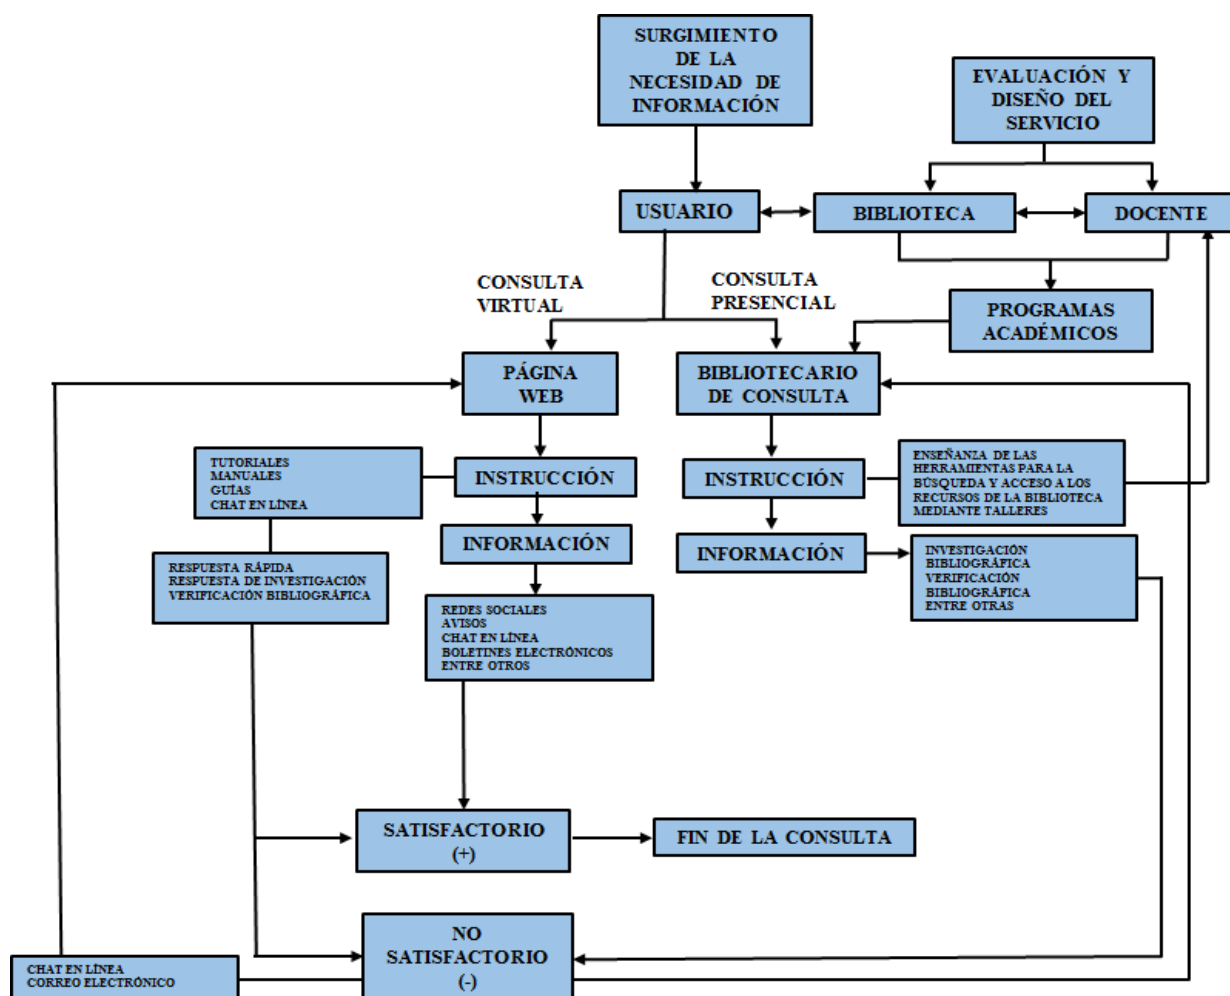 SURGIMIENTO
DE LA
NECESIDAD DE
INFORMACIÓN
EVALUACIÓN Y
DISEÑO DEL
SERVICIO
USUARIO
BIBLIOTECA
DOCENTE
CONSULTA
VIRTUAL
CONSULTA
PRESENCIAL
PROGRAMAS
ACADÉMICOS
PÁGINA
WEB
BIBLIOTECARIO
DE CONSULTA
TUTORIALES
MANUALES
GUÍAS
CHAT EN LÍNEA
INSTRUCCIÓN
INSTRUCCIÓN
ENSEÑANZA DE LAS
HERRAMIENTAS PARA LA
BÚSQUEDA Y ACCESO A LOS
RECURSOS DE LA BIBLIOTECA
MEDIANTE TALLERES
INFORMACIÓN
INFORMACIÓN
INVESTIGACIÓN
BIBLIOGRÁFICA
VERIFICACIÓN
BIBLIOGRÁFICA
ENTRE OTRAS
RESPUESTA RÁPIDA
RESPUESTA DE INVESTIGACIÓN
VERIFICACIÓN BIBLIOGRÁFICA
REDES SOCIALES
AVISOS
CHAT EN LÍNEA
BOLETINES ELECTRÓNICOS
ENTRE OTROS
SATISFACTORIO
(+)
FIN DE LA CONSULTA
NO
SATISFACTORIO
(-)
CHAT EN LÍNEA
CORREO ELECTRÓNICO